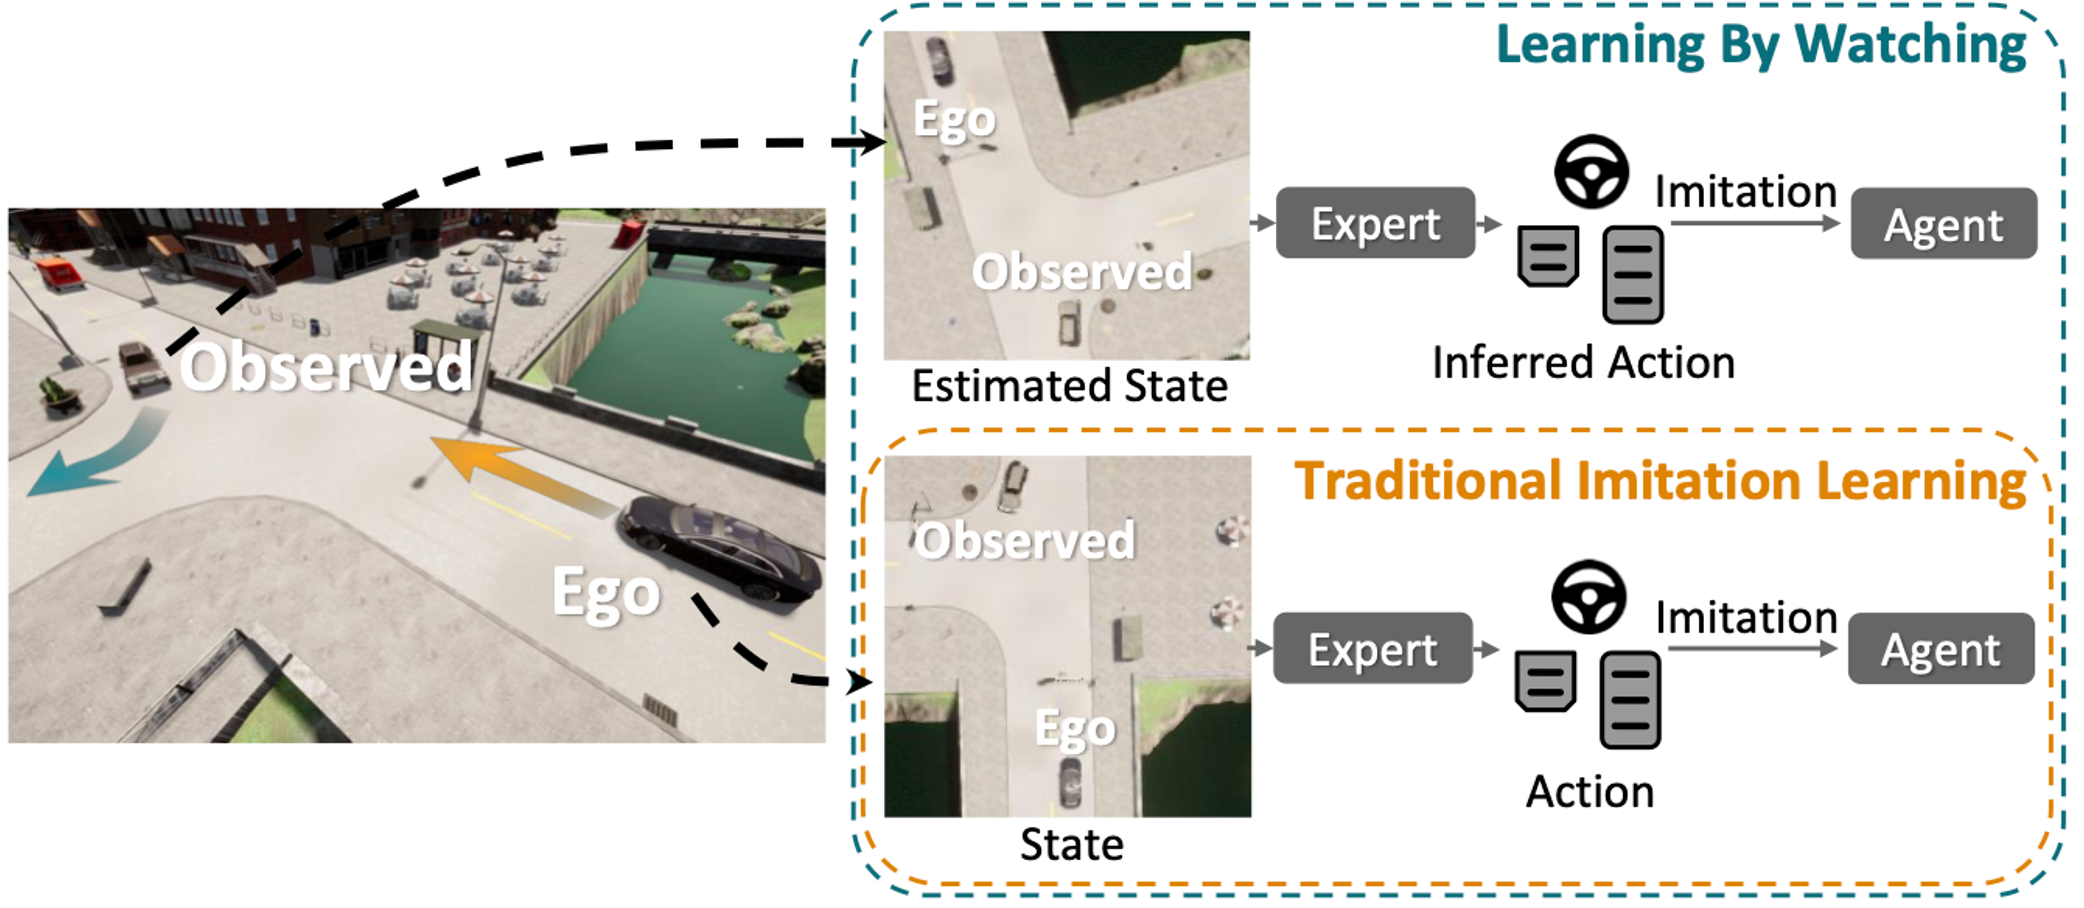 Observed
Ego
Learning By Watching
Ego
Observed
Estimated State
Expert
Inferred Action
Imitation
Agent
Traditional Imitation Learning
Observed
Ego
State
Expert
Action
Imitation
Agent